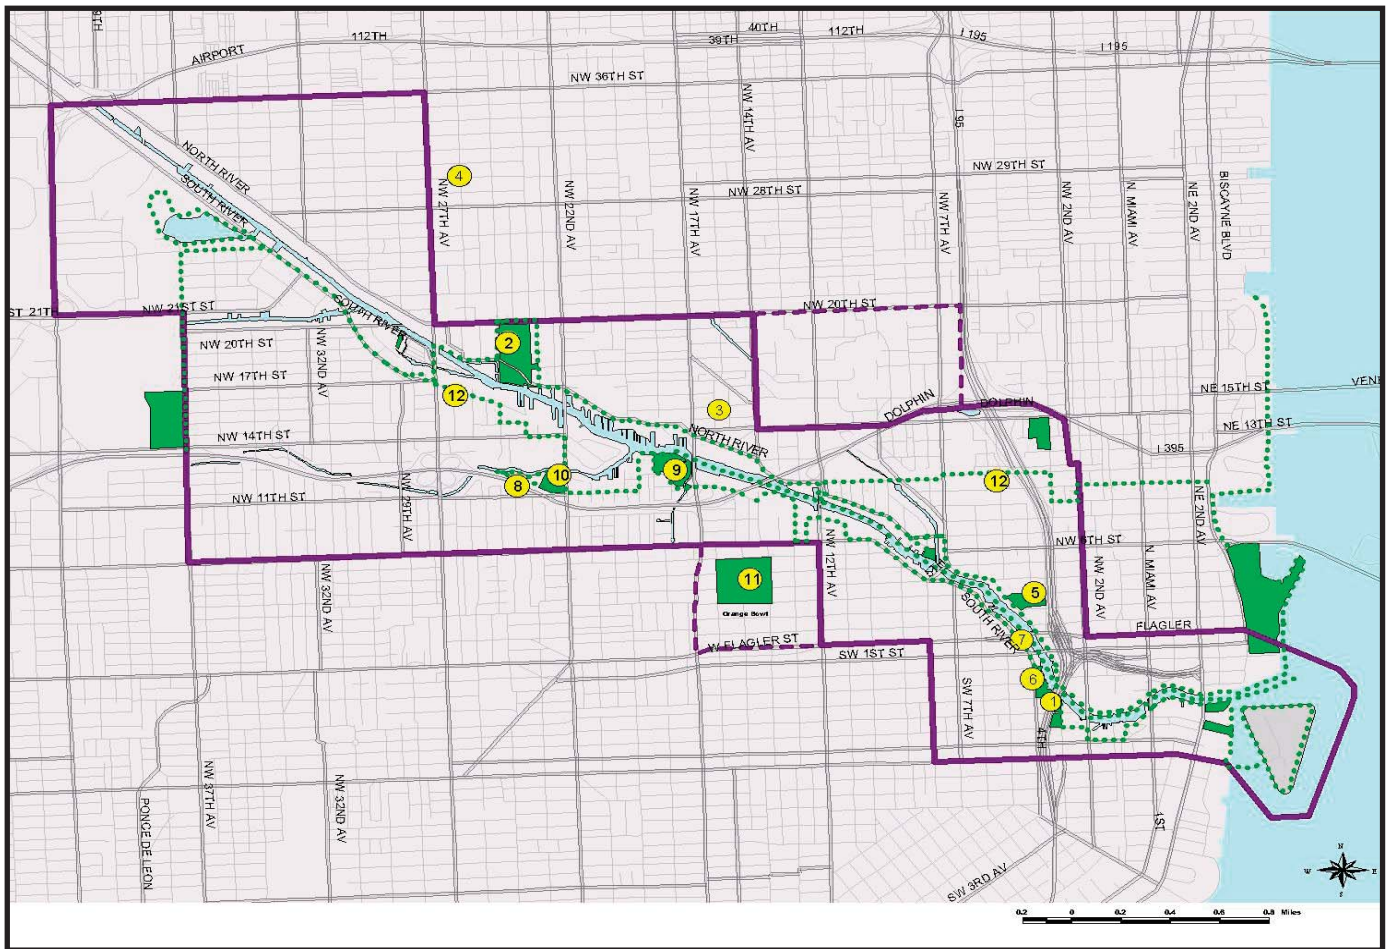 112TH
40TH
39TH
112TH
I 195
I 195
AIRPORT
NW 36TH ST
NW 14TH AV
I 95
NORTH RIVER
SOUTH RIVER
4
NW 27TH AV
NW 22ND AV
NW 17TH AV
NW 28TH ST
NW 29TH ST
NW 7TH AV
NW 2ND AV
N MIAMI AV
NE 2ND AV
BISCAYNE BLVD
ST 21TH
NW 21ST ST
SOUTH RIVER
NW 20TH ST
NW 20TH ST
NW 32ND AV
2
NW 17TH ST
12
3
DOLPHIN
DOLPHIN
NE 15TH ST
VENE
NE 13TH ST
NW 14TH ST
NORTH RIVER
I 395
8
10
9
12
NW 11TH ST
NW 29TH AV
NE 2ND AV
NW 12TH AV
NW 6TH ST
NW 32ND AV
11
Orange Bowl
5
NW 2ND AV
N MIAMI AV
SOUTH RIVER
7
FLAGLER
W FLAGLER ST
SW 1ST ST
6
1
SW 7TH AV
4TH
NW 37TH AV
NW 32ND AV
PONCE DE LEON
1ST
SW 3RD AV
N
W
E
S
0.2 0 0.2 0.4 0.6 0.8 Miles